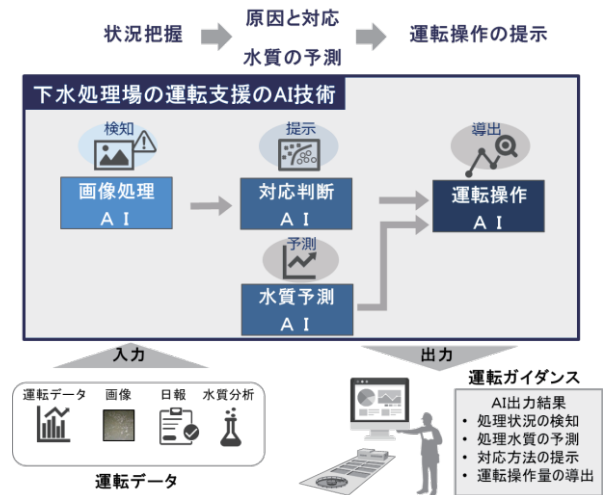 状況把握
原因と対応
水質の予測
運転操作の提示
下水処理場の運転支援のAI技術
検知
画像処理
AI
提示
対応判断
AI
導出
運転操作
AI
予測
水質予測
AI
入力
出力
運転データ 画像 日報 水質分析
運転データ
運転ガイダンス
AI出力結果
• 処理状況の検知
• 処理水質の予測
• 対応方法の提示
• 運転操作量の導出